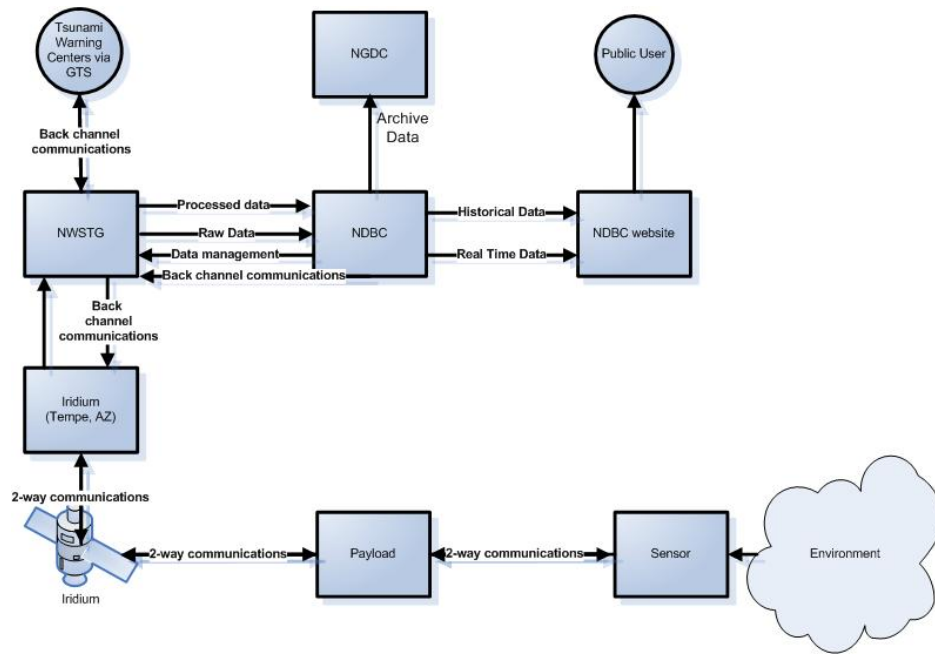 Tsunami
Warning
Centers via
GTS
NGDC
Public User
Archive
Data
Back channel
communications
NWSTG
Processed data
Raw Data
Data management
Back channel communications
NDBC
Historical Data
Real Time Data
NDBC website
Back
channel
communications
Iridium
(Tempe, AZ)
2-way communications
Iridium
2-way communications
Payload
2-way communications
Sensor
Environment